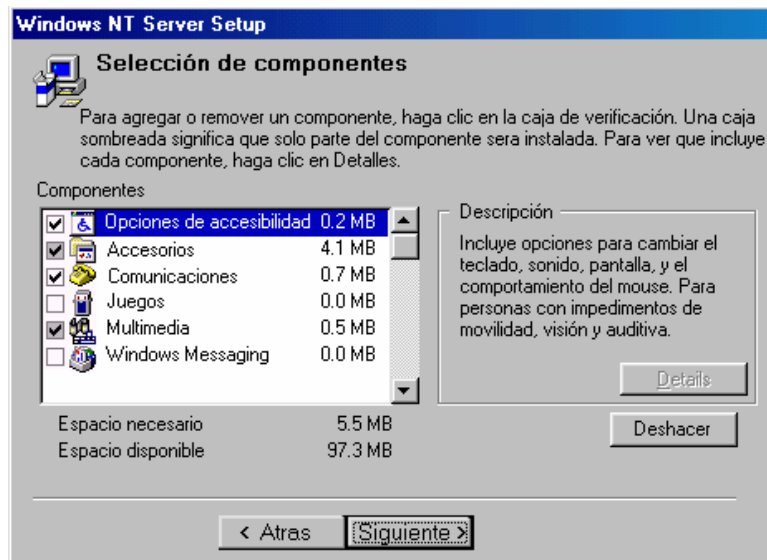 Windows NT Server Setup
Selección de componentes
Para agregar o remover un componente, haga clic en la caja de verificación. Una caja
sombreada significa que solo parte del componente sera instalada. Para ver que incluye
cada componente, haga clic en Detalles.
Componentes
Opciones de accesibilidad 0.2 MB
Accesorios 4.1 MB
Comunicaciones 0.7 MB
Juegos 0.0 MB
Multimedia 0.5 MB
Windows Messaging 0.0 MB
Descripción
Incluye opciones para cambiar el
teclado, sonido, pantalla, y el
comportamiento del mouse. Para
personas con impedimentos de
movilidad, visión y auditiva.
Details
Espacio necesario 5.5 MB
Espacio disponible 97.3 MB
Deshacer
< Atras
Siguiente >